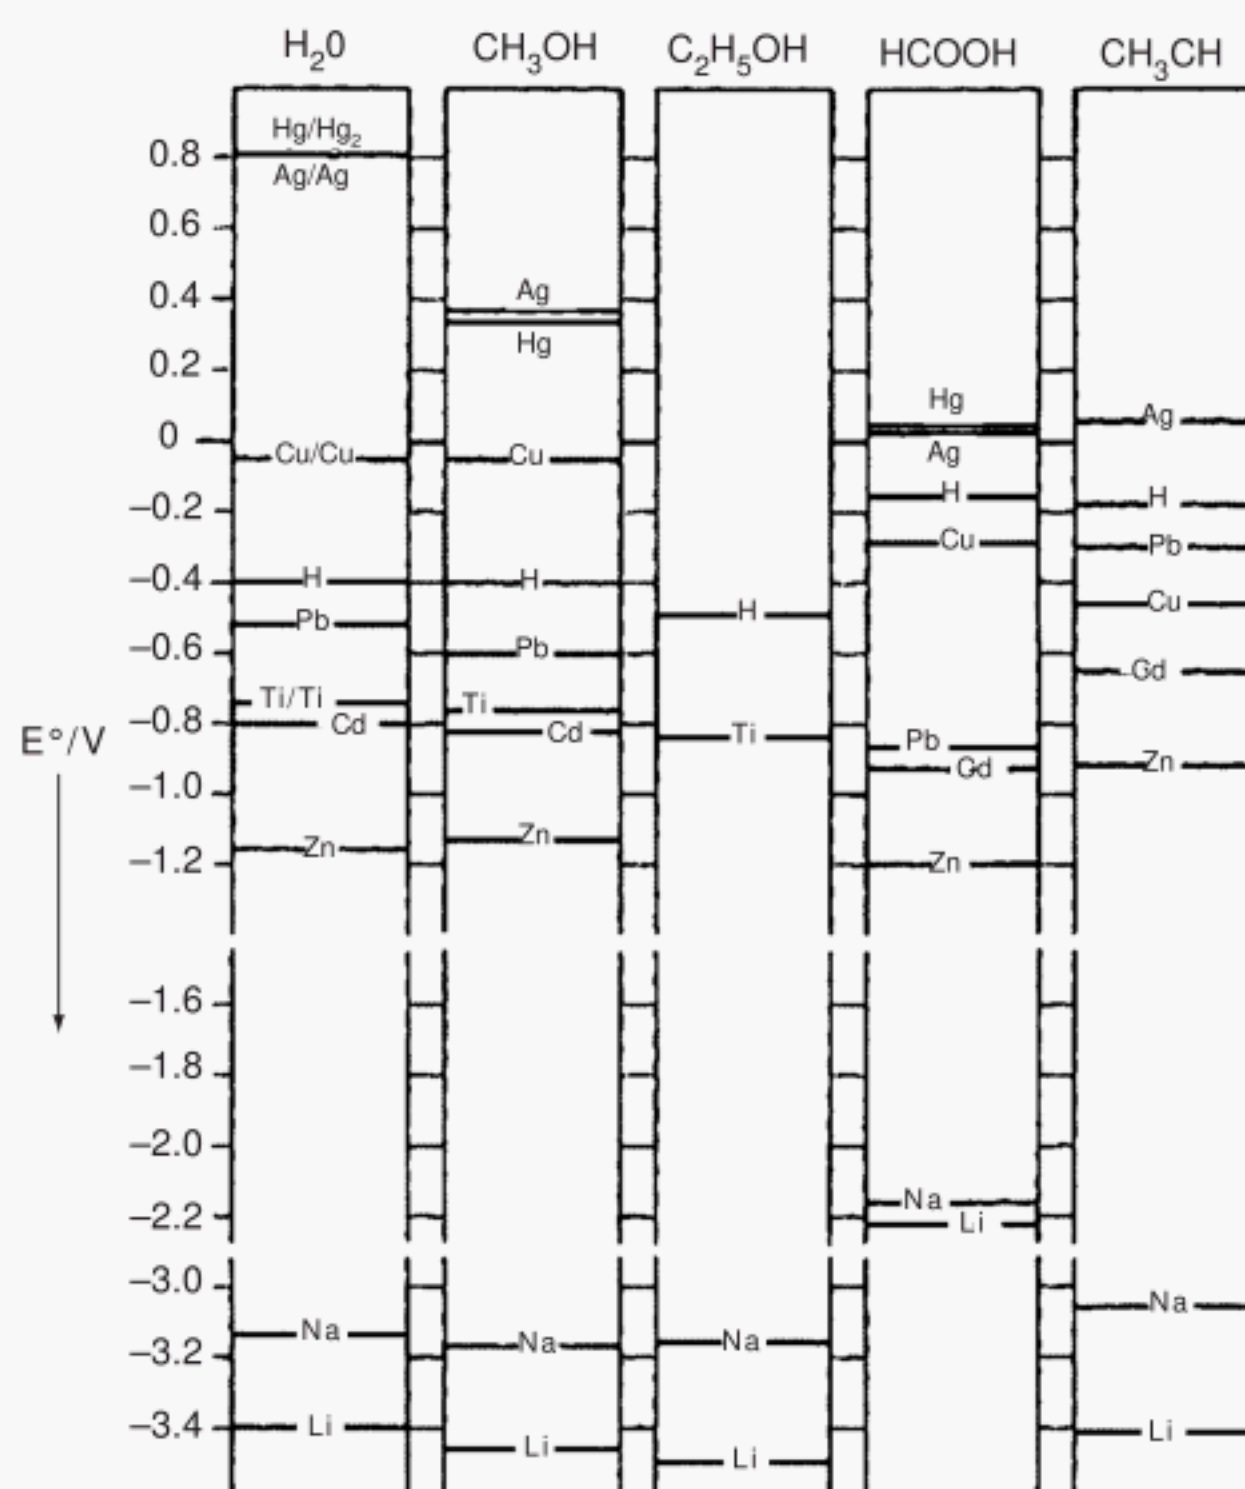 H₂0
CH₃OH
C₂H₅OH
HCOOH
CH₃CH
E°/V
0.8
0.6
0.4
0.2
0
−0.2
−0.4
−0.6
−0.8
−1.0
−1.2
−1.6
−1.8
−2.0
−2.2
−3.0
−3.2
−3.4
Hg/Hg₂
Ag/Ag
Cu/Cu
H
Pb
Ti/Ti
Cd
Zn
Na
Li
Ag
Hg
Cu
H
Pb
Ti
Cd
Zn
Na
Li
H
Ti
Na
Li
Hg
Ag
H
Cu
Pb
Gd
Zn
Na
Li
Ag
H
Pb
Cu
Gd
Zn
Na
Li